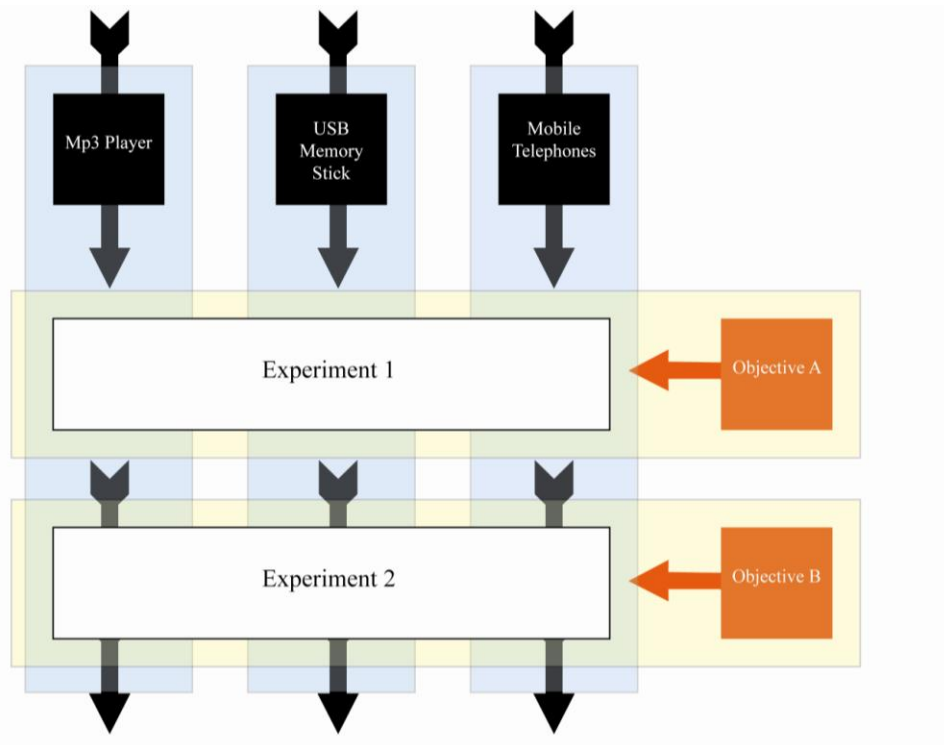 Mp3 Player
USB
Memory
Stick
Mobile
Telephones
Experiment 1
Objective A
Experiment 2
Objective B